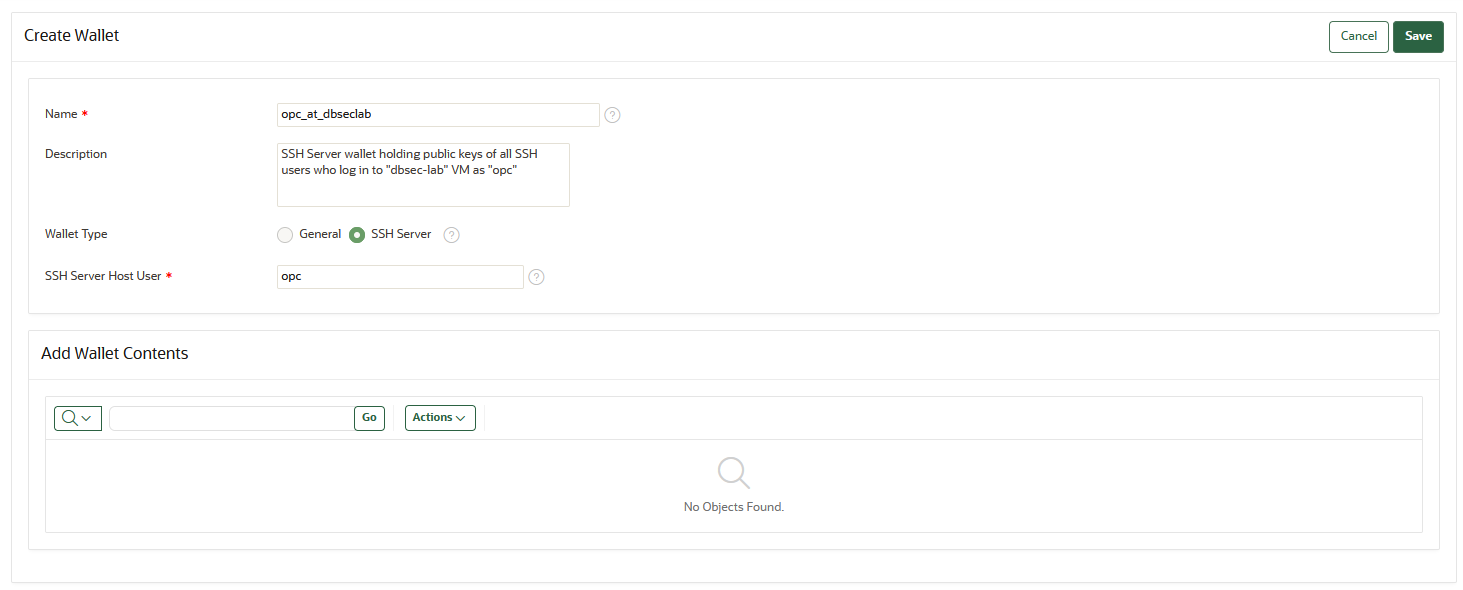 Create Wallet
Cancel
Save
Name *
opc_at_dbseclab
?
Description
SSH Server wallet holding public keys of all SSH
users who log in to "dbsec-lab" VM as "opc"
Wallet Type
General
SSH Server
?
SSH Server Host User *
opc
?
Add Wallet Contents
Go
Actions
No Objects Found.